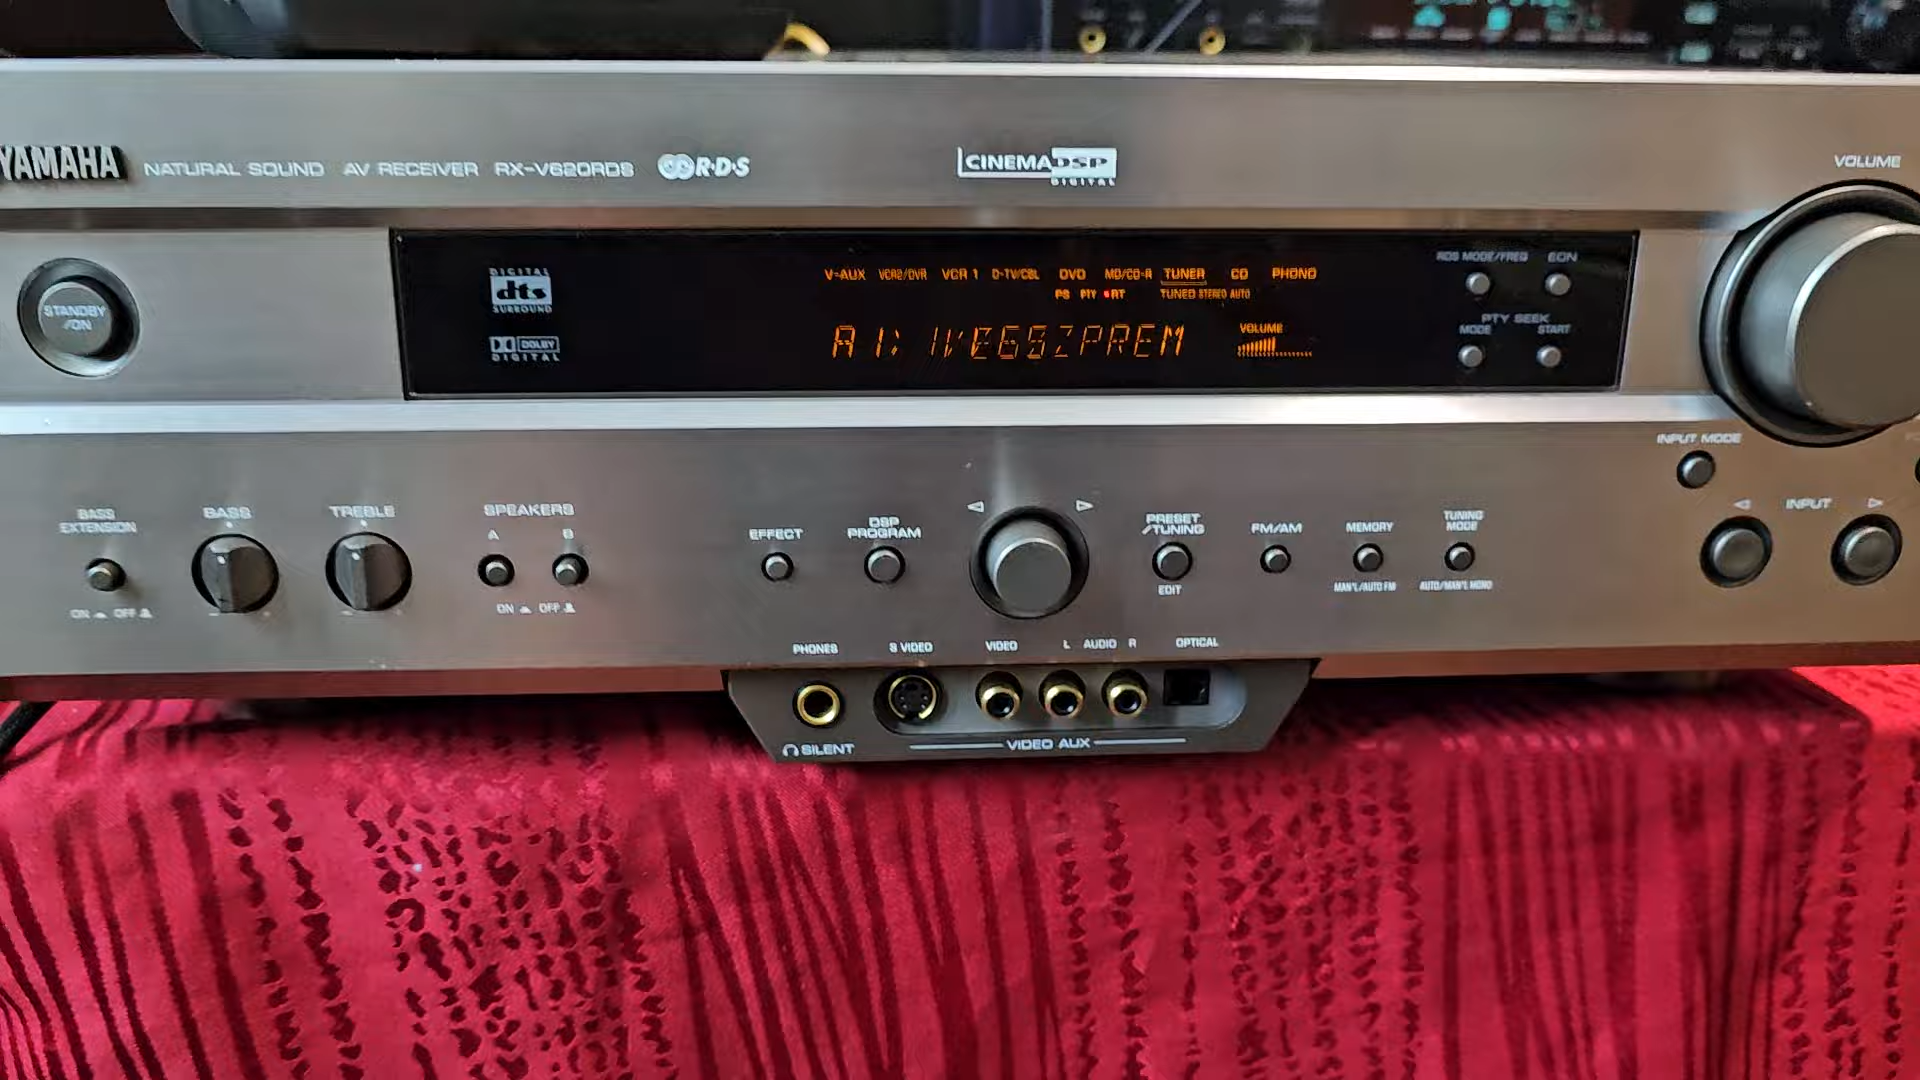 YAMAHA NATURAL SOUND AV RECEIVER RX-V620RDS R·D·S
CINEMA DSP DIGITAL
VOLUME
STANDBY /ON
DIGITAL dts SURROUND
DOLBY DIGITAL
V-AUX VCR2/DVR VCR 1 D-TV/CBL DVD MD/CD-R TUNER CD PHONO
PS PTY RT TUNED STEREO AUTO
A1:
PREM
VOLUME
RDS MODE/FREQ EON
PTY SEEK
MODE START
INPUT MODE
INPUT
BASS EXTENSION
ON OFF
BASS
TREBLE
SPEAKERS
A B
ON OFF
EFFECT
DSP PROGRAM
PRESET /TUNING
EDIT
FM/AM
MEMORY
MAN'L/AUTO FM
TUNING MODE
AUTO/MAN'L MONO
PHONES S VIDEO VIDEO L AUDIO R OPTICAL
SILENT
VIDEO AUX